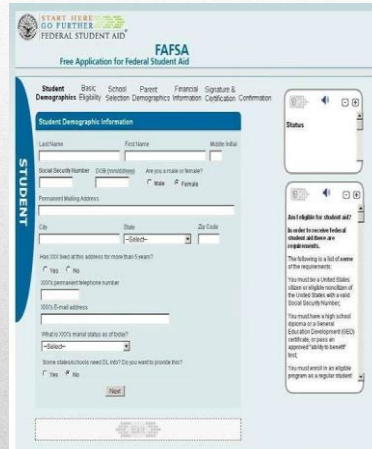 START HERE
GO FURTHER
FEDERAL STUDENT AID
FAFSA
Free Application for Federal Student Aid
Student Demographics
Basic Eligibility
School Selection
Parent Demographics
Financial Information
Signature & Certification
Confirmation
STUDENT
Student Demographic Information
Last Name First Name Middle Initial
Social Security Number DOB (mm/dd/yyyy) Are you a male or female?
Male Female
Permanent Mailing Address
City State Zip Code
--Select--
Has XXX lived at this address for more than 5 years?
Yes No
XXX's permanent telephone number
XXX's E-mail address
What is XXX's marital status as of today?
--Select--
Some states/schools need DL info? Do you want to provide this?
Yes No
Next
Status
Am I eligible for student aid?
In order to receive federal
student aid there are
requirements.
The following is a list of some
of the requirements:
You must be a United States
citizen or eligible noncitizen of
the United States with a valid
Social Security Number,
You must have a high school
diploma or a General
Education Development (GED)
certificate, or pass an
approved "ability to benefit"
test,
You must enroll in an eligible
program as a regular student